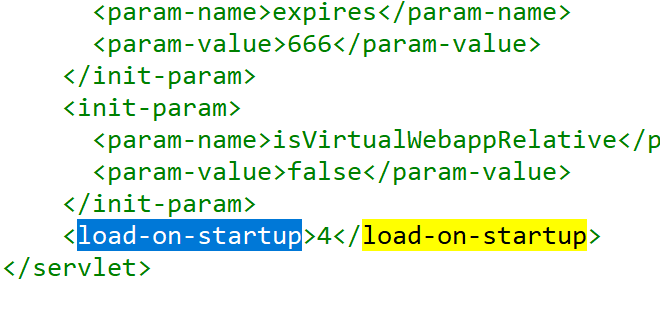 <param-name>expires</param-name>
<param-value>666</param-value>
</init-param>
<init-param>
<param-name>isVirtualWebappRelative</p
<param-value>false</param-value>
</init-param>
<load-on-startup>4</load-on-startup>
</servlet>